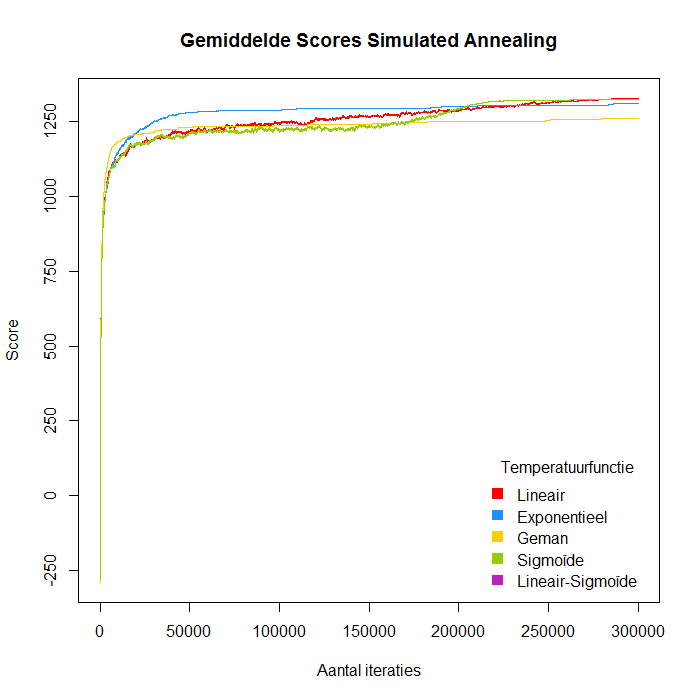 Gemiddelde Scores Simulated Annealing
Score
1250
1000
750
500
250
0
-250
Temperatuurfunctie
Lineair
Exponentieel
Geman
Sigmoïde
Lineair-Sigmoïde
0 50000 100000 150000 200000 250000 300000
Aantal iteraties